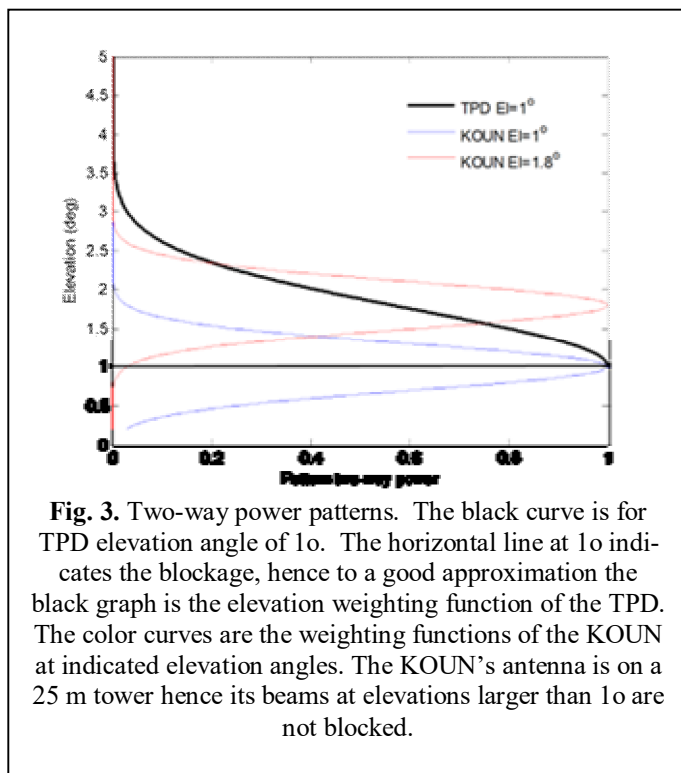 5
4.5
TPD El=1°
4
KOUN El=1°
KOUN El=1.8°
3.5
3
Elevation (deg)
2.5
2
1.5
1
0.5
0
0 0.2 0.4 0.6 0.8 1
Pattern two-way power
Fig. 3. Two-way power patterns. The black curve is for
TPD elevation angle of 1o. The horizontal line at 1o indi-
cates the blockage, hence to a good approximation the
black graph is the elevation weighting function of the TPD.
The color curves are the weighting functions of the KOUN
at indicated elevation angles. The KOUN’s antenna is on a
25 m tower hence its beams at elevations larger than 1o are
not blocked.